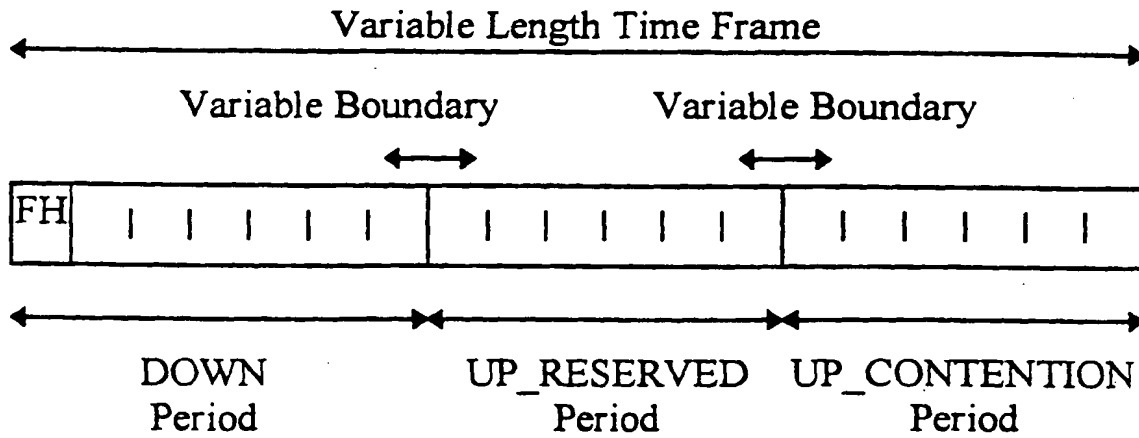 Variable Length Time Frame
Variable Boundary
Variable Boundary
FH
DOWN
Period
UP_RESERVED
Period
UP_CONTENTION
Period